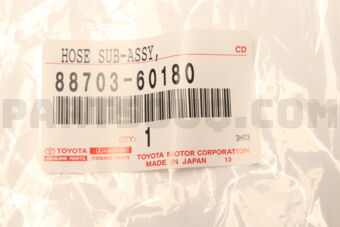 HOSE SUB-ASSY,
CD
88703-60180
QTY:
1
3H03
TOYOTA
GENUINE PARTS
GENUINE PARTS
TOYOTA MOTOR CORPORATION
MADE IN JAPAN 13